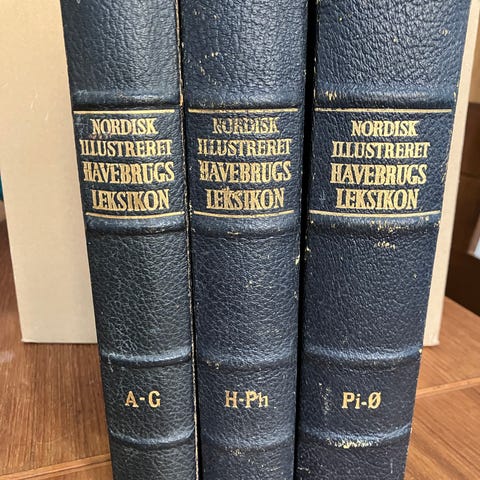 NORDISK
ILLUSTRERET
HAVEBRUGS
LEKSIKON
A-G
NORDISK
ILLUSTRERET
HAVEBRUGS
LEKSIKON
H-Ph
NORDISK
ILLUSTRERET
HAVEBRUGS
LEKSIKON
Pi-Ø